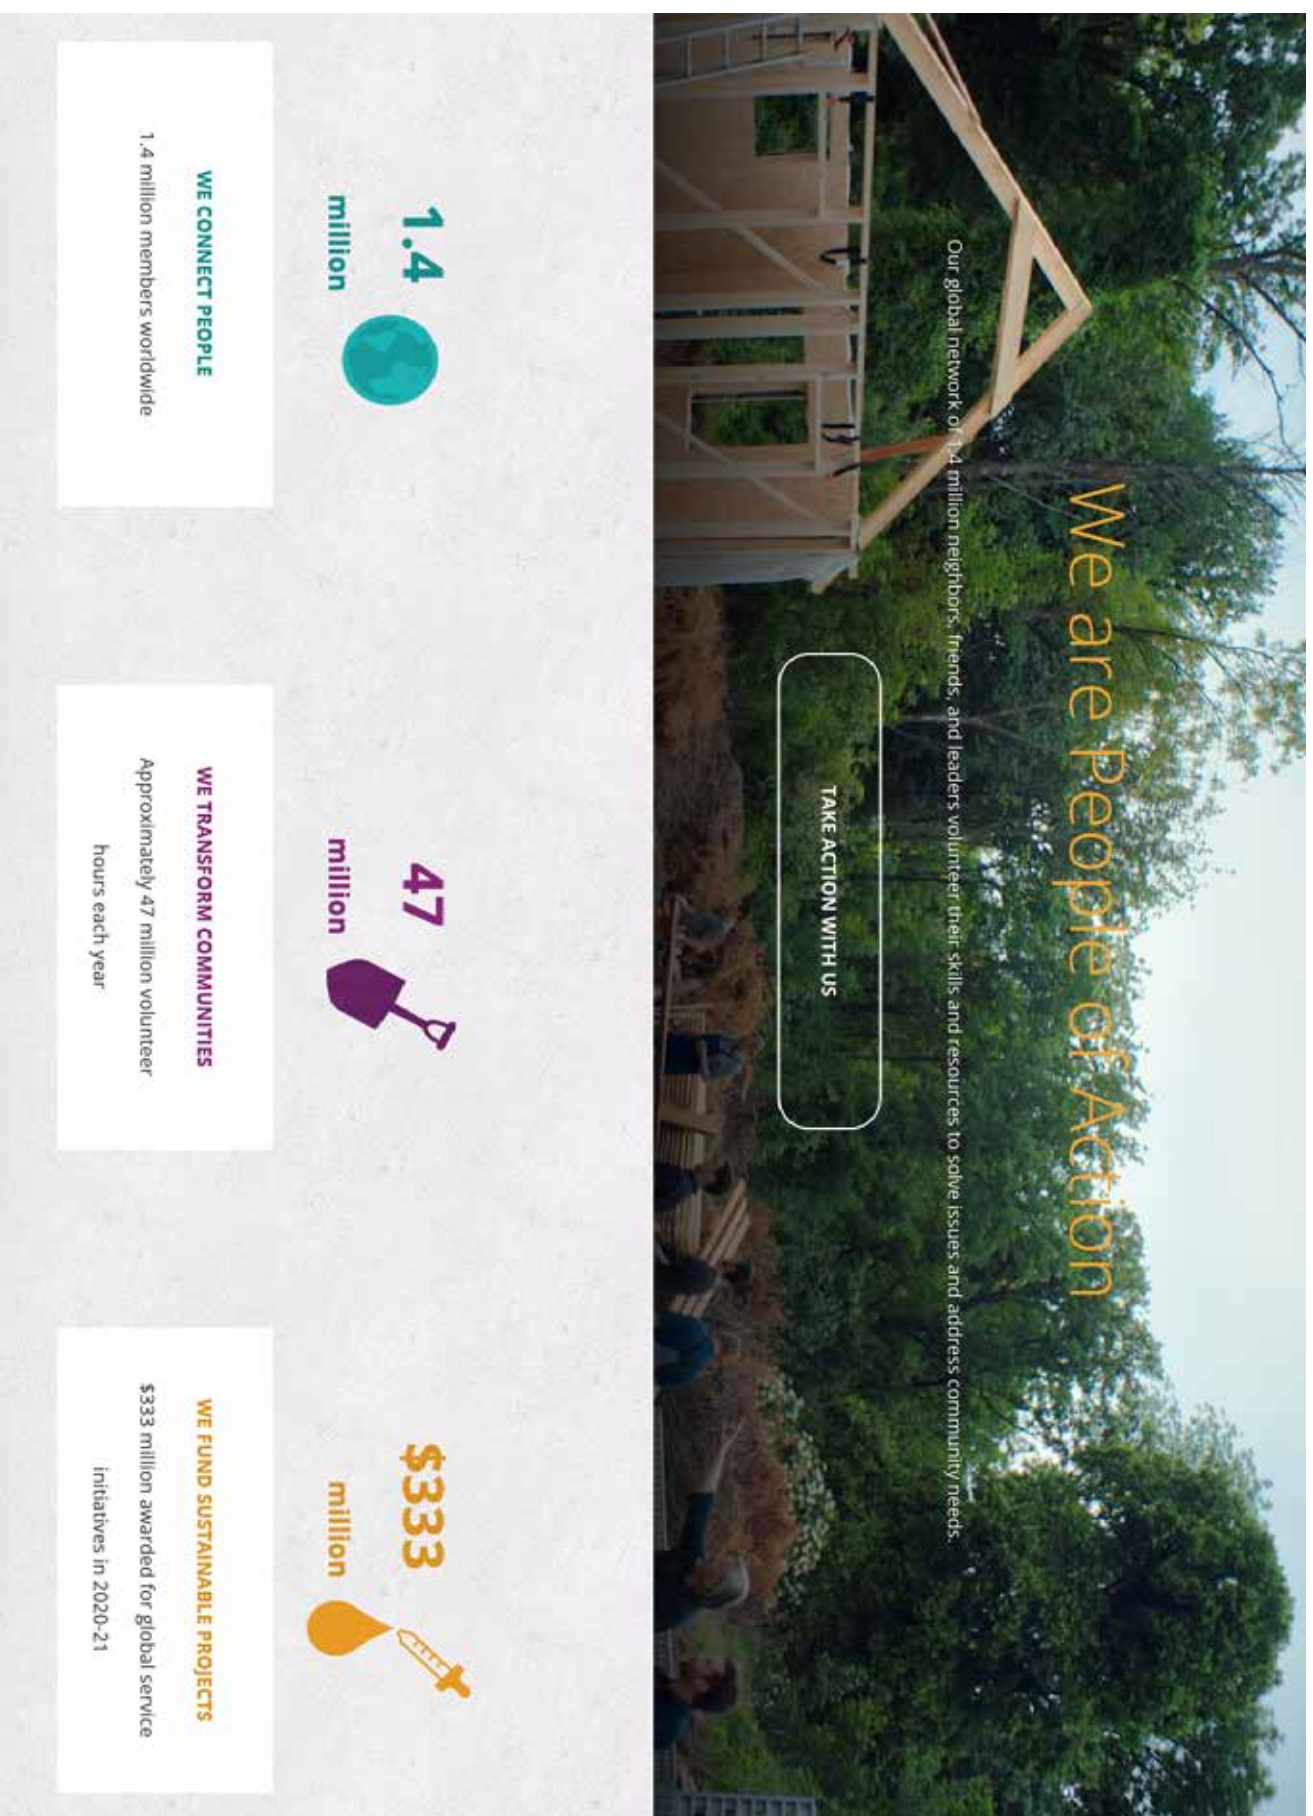 We are People of Action
Our global network of 1.4 million neighbors, friends, and leaders volunteer their skills and resources to solve issues and address community needs.
TAKE ACTION WITH US
1.4
million
WE CONNECT PEOPLE
1.4 million members worldwide
47
million
WE TRANSFORM COMMUNITIES
Approximately 47 million volunteer
hours each year
$333
million
WE FUND SUSTAINABLE PROJECTS
$333 million awarded for global service
initiatives in 2020-21